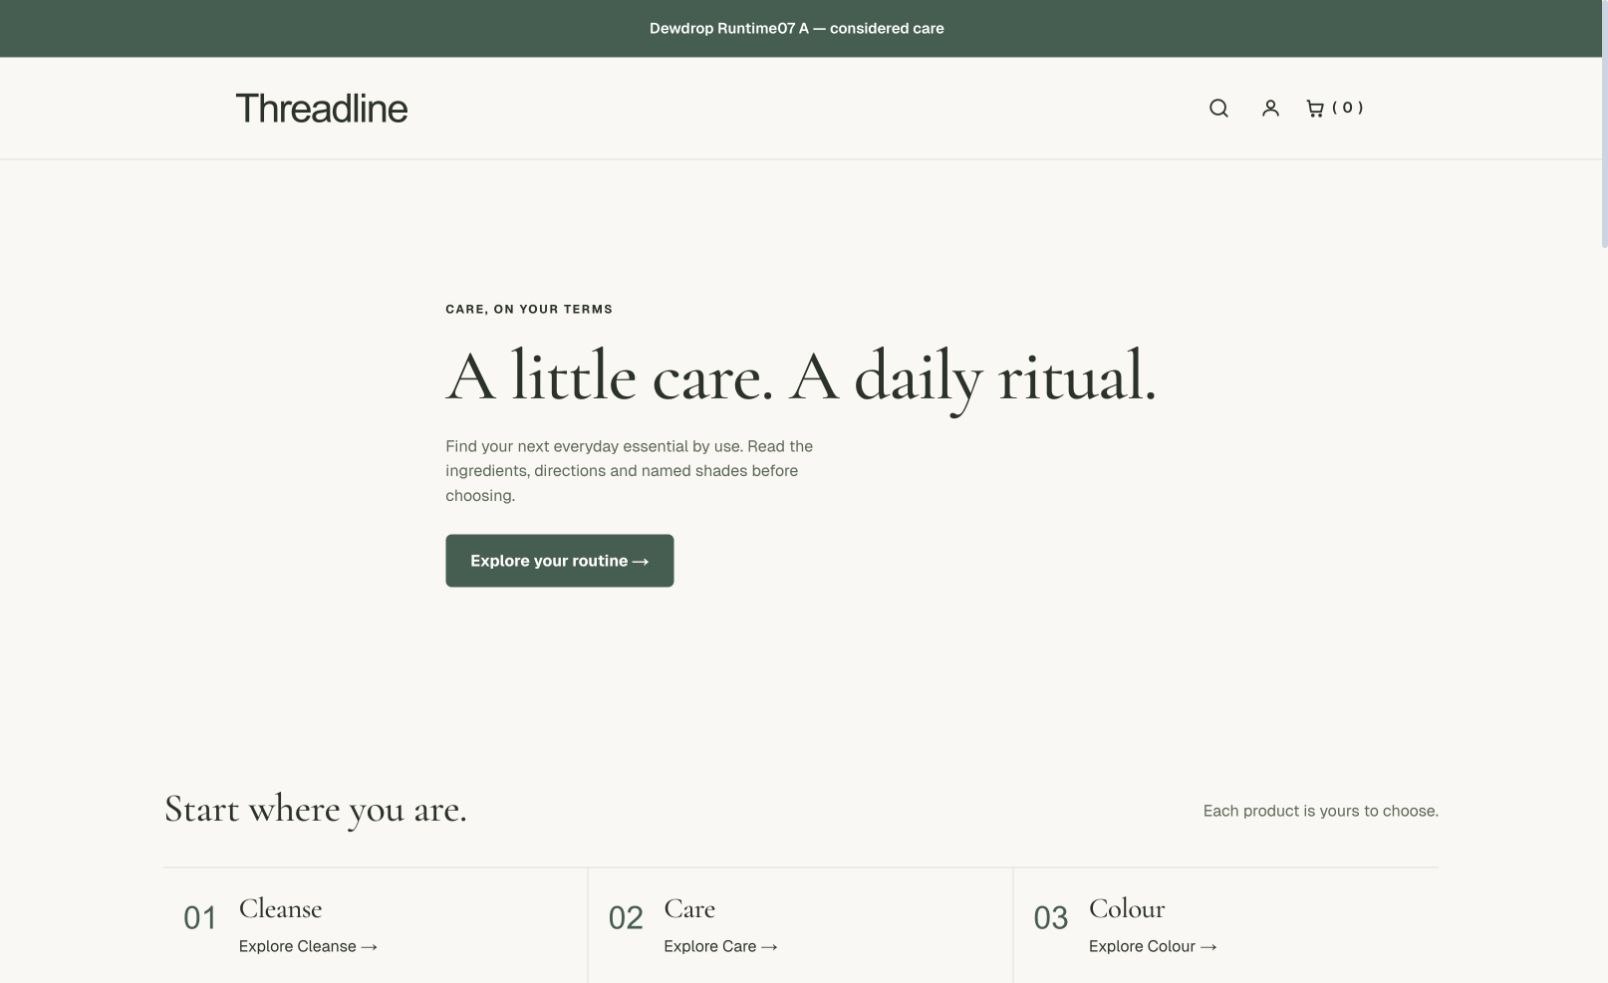 Dewdrop Runtime07 A — considered care
Threadline
( 0 )
CARE, ON YOUR TERMS
A little care. A daily ritual.
Find your next everyday essential by use. Read the
ingredients, directions and named shades before
choosing.
Explore your routine →
Start where you are.
Each product is yours to choose.
01
Cleanse
Explore Cleanse →
02
Care
Explore Care →
03
Colour
Explore Colour →